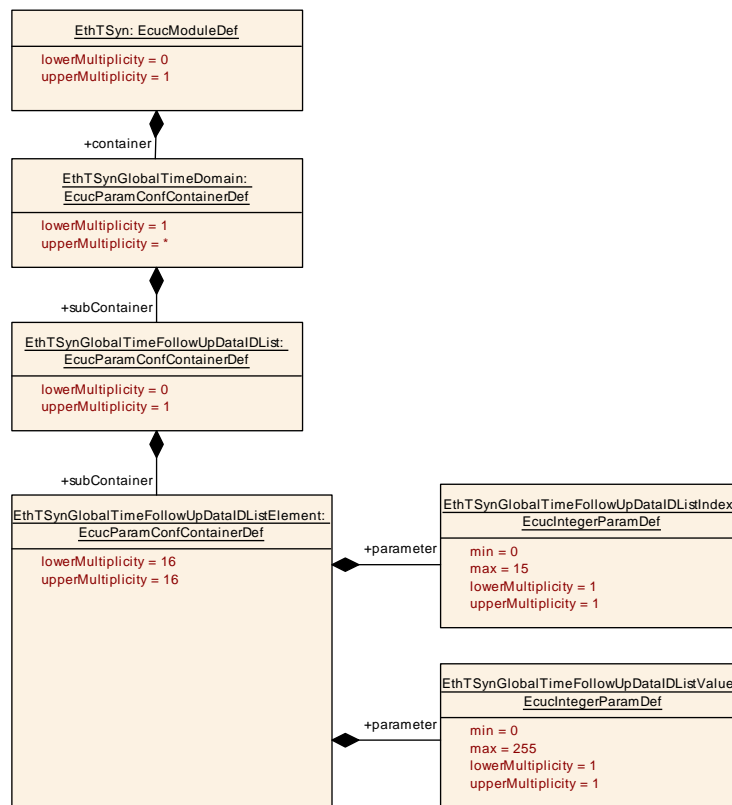 EthTSyn: EcucModuleDef
lowerMultiplicity = 0
upperMultiplicity = 1
+container
EthTSynGlobalTimeDomain:
EcucParamConfContainerDef
lowerMultiplicity = 1
upperMultiplicity = *
+subContainer
EthTSynGlobalTimeFollowUpDataIDList:
EcucParamConfContainerDef
lowerMultiplicity = 0
upperMultiplicity = 1
+subContainer
EthTSynGlobalTimeFollowUpDataIDListElement:
EcucParamConfContainerDef
lowerMultiplicity = 16
upperMultiplicity = 16
+parameter
EthTSynGlobalTimeFollowUpDataIDListIndex
EcucIntegerParamDef
min = 0
max = 15
lowerMultiplicity = 1
upperMultiplicity = 1
+parameter
EthTSynGlobalTimeFollowUpDataIDListValue
EcucIntegerParamDef
min = 0
max = 255
lowerMultiplicity = 1
upperMultiplicity = 1